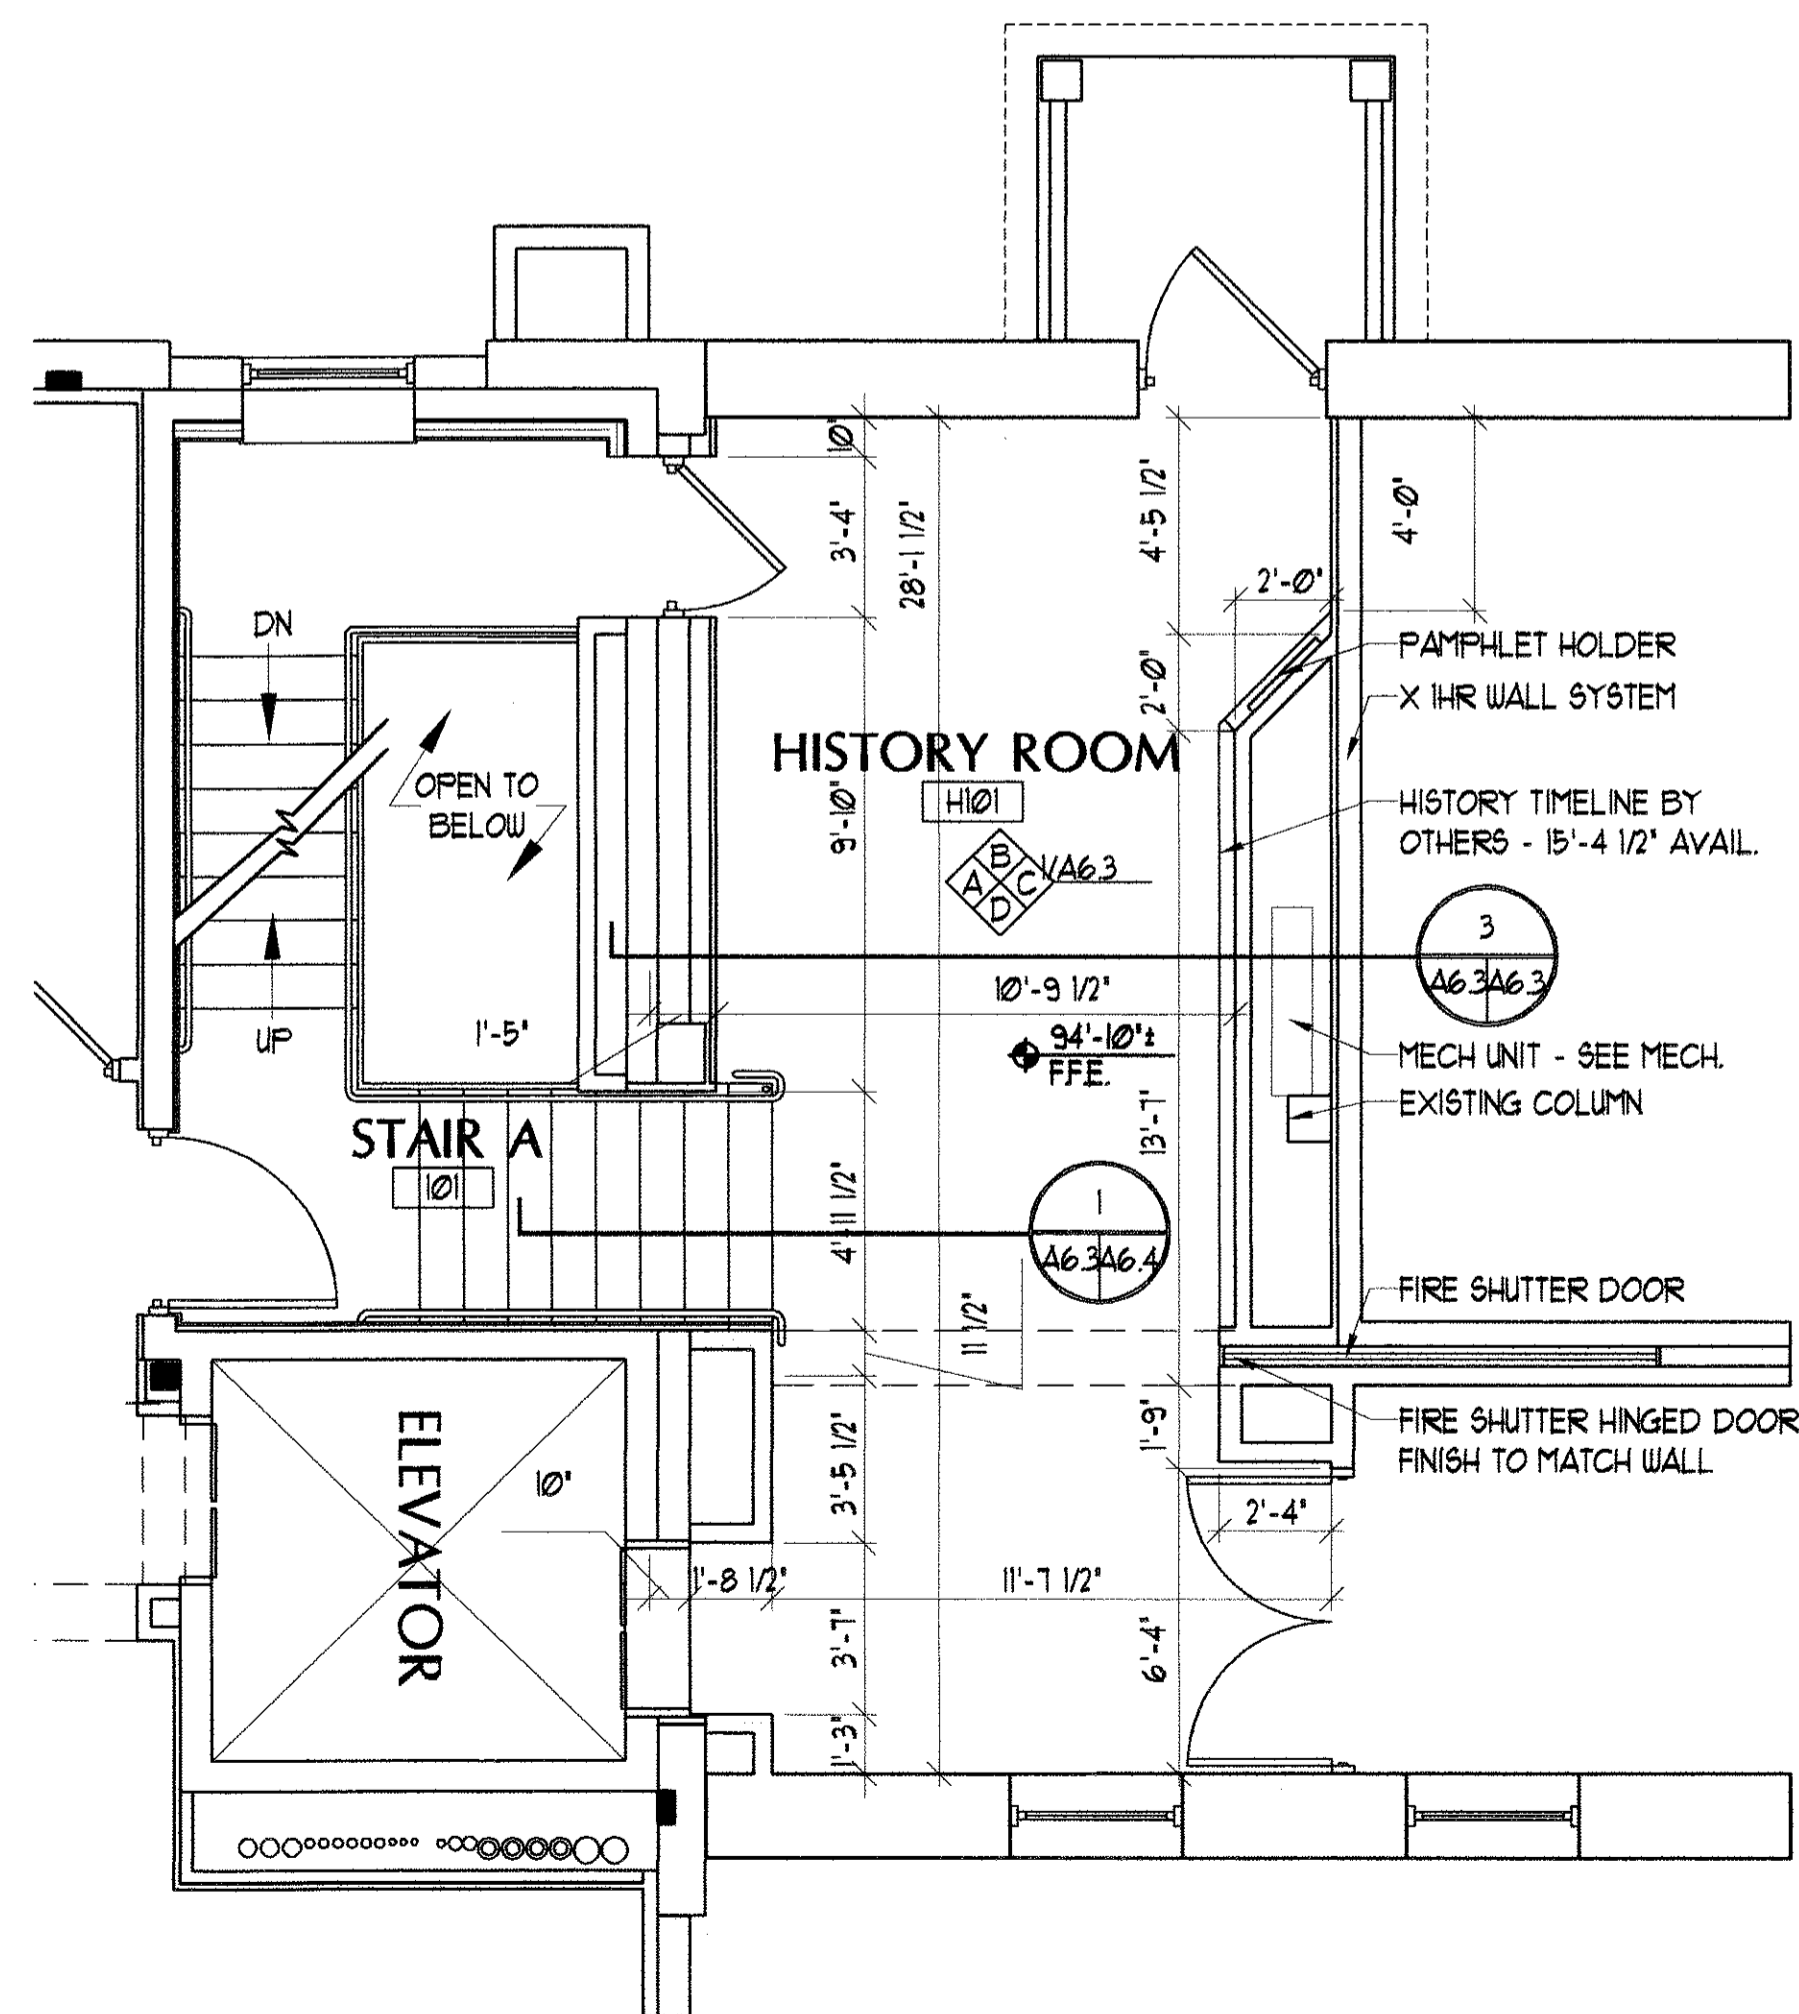 10"
3'-4"
28'-1 1/2"
4'-5 1/2"
4'-0"
2'-0"
DN
PAMPHLET HOLDER
2'-0"
X 1HR WALL SYSTEM
HISTORY ROOM
H101
OPEN TO
BELOW
9'-10"
HISTORY TIMELINE BY
OTHERS - 15'-4 1/2" AVAIL.
B
A C
D
1/A6.3
3
A6.3 A6.3
10'-9 1/2"
1'-5"
UP
94'-10"±
F.F.E.
MECH UNIT - SEE MECH.
EXISTING COLUMN
13'-7"
STAIR A
101
4'-11 1/2"
1
A6.3 A6.4
11 1/2"
FIRE SHUTTER DOOR
ELEVATOR
10"
3'-5 1/2"
1'-9"
FIRE SHUTTER HINGED DOOR
FINISH TO MATCH WALL
2'-4"
1'-8 1/2"
11'-7 1/2"
3'-7"
6'-4"
1'-3"